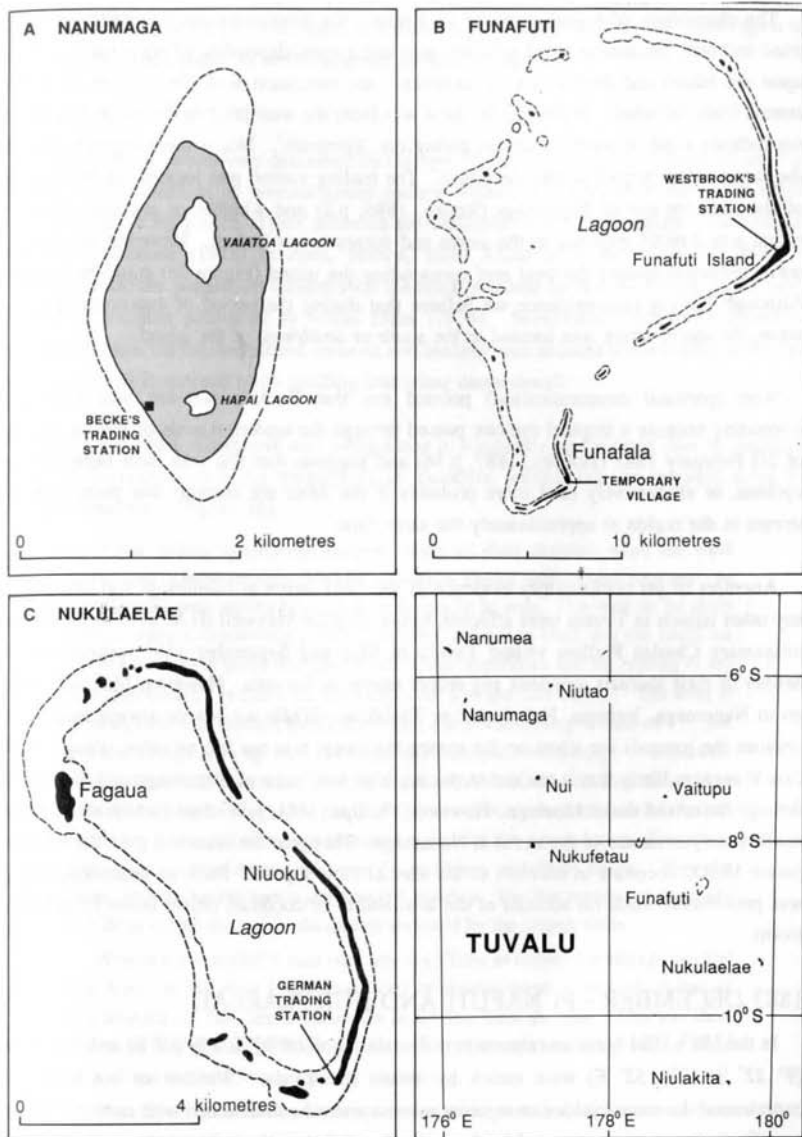 A NANUMAGA
VAIATOA LAGOON
HAPAI LAGOON
BECKE'S
TRADING
STATION
0 2 kilometres
B FUNAFUTI
WESTBROOK'S
TRADING
STATION
Lagoon
Funafuti Island
Funafala
TEMPORARY
VILLAGE
0 10 kilometres
C NUKULAELAE
Fagaua
Niuoku
Lagoon
GERMAN
TRADING
STATION
0 4 kilometres
Nanumea
6° S
Niutao
Nanumaga
Nui
Vaitupu
8° S
Nukufetau
Funafuti
TUVALU
Nukulaelae
10° S
Niulakita
176° E 178° E 180° E